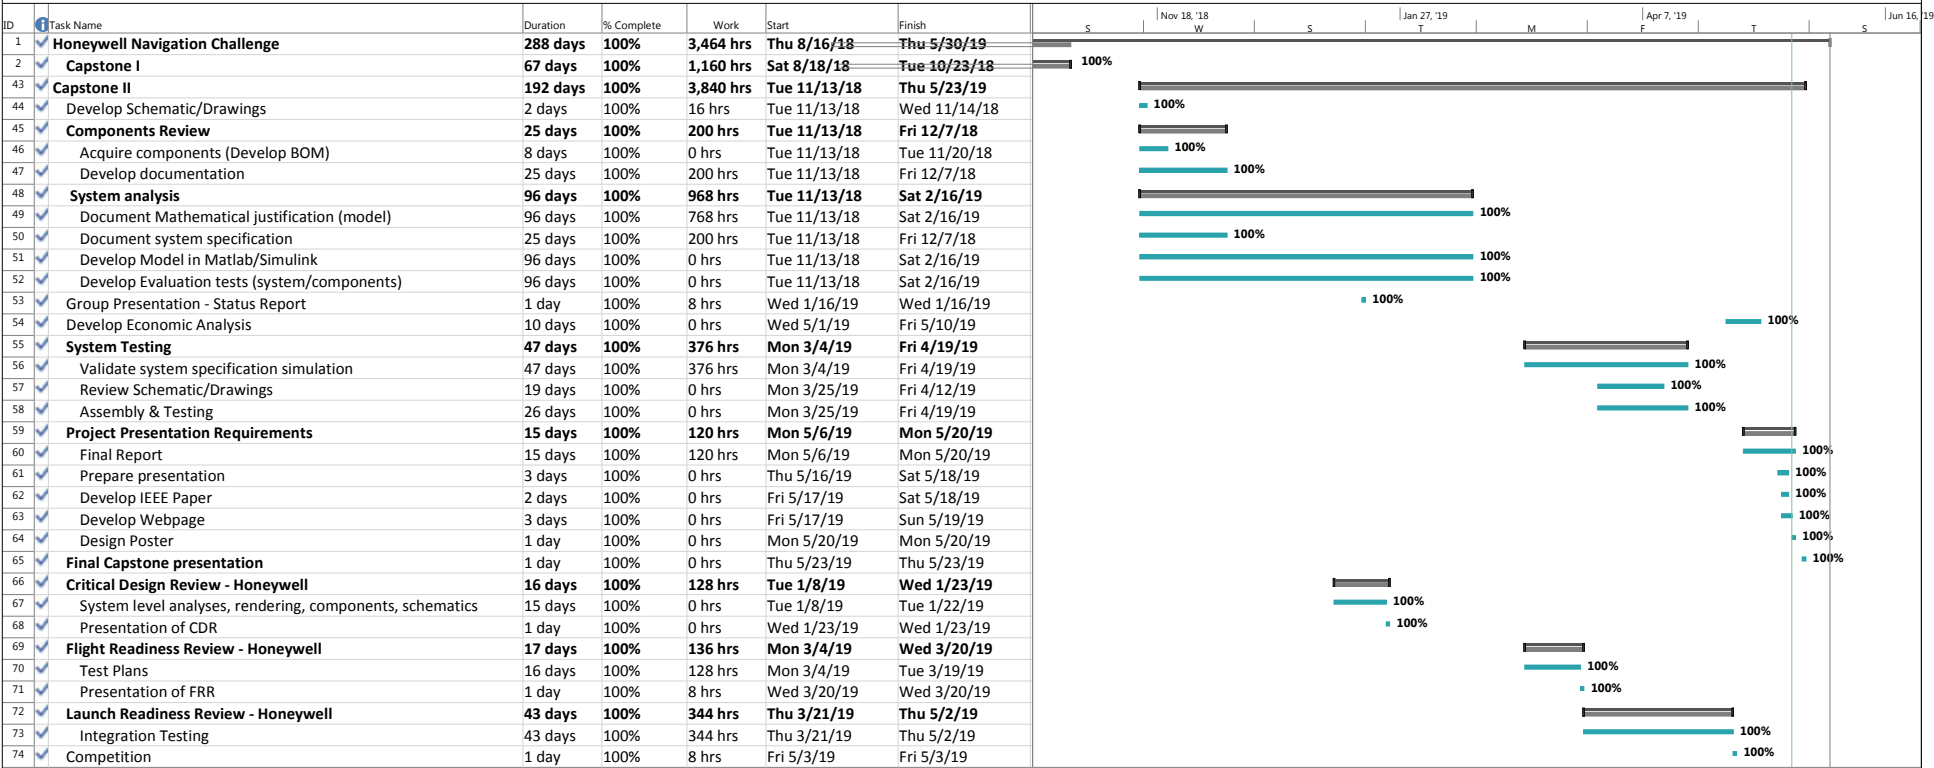 Nov 18, '18 Jan 27, '19 Apr 7, '19 Jun 16, '19
ID Task Name Duration % Complete Work Start Finish S W S T M F T S
1 Honeywell Navigation Challenge 288 days 100% 3,464 hrs Thu 8/16/18 Thu 5/30/19
2 Capstone I 67 days 100% 1,160 hrs Sat 8/18/18 Tue 10/23/18 100%
43 Capstone II 192 days 100% 3,840 hrs Tue 11/13/18 Thu 5/23/19
44 Develop Schematic/Drawings 2 days 100% 16 hrs Tue 11/13/18 Wed 11/14/18 100%
45 Components Review 25 days 100% 200 hrs Tue 11/13/18 Fri 12/7/18
46 Acquire components (Develop BOM) 8 days 100% 0 hrs Tue 11/13/18 Tue 11/20/18 100%
47 Develop documentation 25 days 100% 200 hrs Tue 11/13/18 Fri 12/7/18 100%
48 System analysis 96 days 100% 968 hrs Tue 11/13/18 Sat 2/16/19
49 Document Mathematical justification (model) 96 days 100% 768 hrs Tue 11/13/18 Sat 2/16/19 100%
50 Document system specification 25 days 100% 200 hrs Tue 11/13/18 Fri 12/7/18 100%
51 Develop Model in Matlab/Simulink 96 days 100% 0 hrs Tue 11/13/18 Sat 2/16/19 100%
52 Develop Evaluation tests (system/components) 96 days 100% 0 hrs Tue 11/13/18 Sat 2/16/19 100%
53 Group Presentation - Status Report 1 day 100% 8 hrs Wed 1/16/19 Wed 1/16/19 100%
54 Develop Economic Analysis 10 days 100% 0 hrs Wed 5/1/19 Fri 5/10/19 100%
55 System Testing 47 days 100% 376 hrs Mon 3/4/19 Fri 4/19/19
56 Validate system specification simulation 47 days 100% 376 hrs Mon 3/4/19 Fri 4/19/19 100%
57 Review Schematic/Drawings 19 days 100% 0 hrs Mon 3/25/19 Fri 4/12/19 100%
58 Assembly & Testing 26 days 100% 0 hrs Mon 3/25/19 Fri 4/19/19 100%
59 Project Presentation Requirements 15 days 100% 120 hrs Mon 5/6/19 Mon 5/20/19
60 Final Report 15 days 100% 120 hrs Mon 5/6/19 Mon 5/20/19 100%
61 Prepare presentation 3 days 100% 0 hrs Thu 5/16/19 Sat 5/18/19 100%
62 Develop IEEE Paper 2 days 100% 0 hrs Fri 5/17/19 Sat 5/18/19 100%
63 Develop Webpage 3 days 100% 0 hrs Fri 5/17/19 Sun 5/19/19 100%
64 Design Poster 1 day 100% 0 hrs Mon 5/20/19 Mon 5/20/19 100%
65 Final Capstone presentation 1 day 100% 0 hrs Thu 5/23/19 Thu 5/23/19 100%
66 Critical Design Review - Honeywell 16 days 100% 128 hrs Tue 1/8/19 Wed 1/23/19
67 System level analyses, rendering, components, schematics 15 days 100% 0 hrs Tue 1/8/19 Tue 1/22/19 100%
68 Presentation of CDR 1 day 100% 0 hrs Wed 1/23/19 Wed 1/23/19 100%
69 Flight Readiness Review - Honeywell 17 days 100% 136 hrs Mon 3/4/19 Wed 3/20/19
70 Test Plans 16 days 100% 128 hrs Mon 3/4/19 Tue 3/19/19 100%
71 Presentation of FRR 1 day 100% 8 hrs Wed 3/20/19 Wed 3/20/19 100%
72 Launch Readiness Review - Honeywell 43 days 100% 344 hrs Thu 3/21/19 Thu 5/2/19
73 Integration Testing 43 days 100% 344 hrs Thu 3/21/19 Thu 5/2/19 100%
74 Competition 1 day 100% 8 hrs Fri 5/3/19 Fri 5/3/19 100%